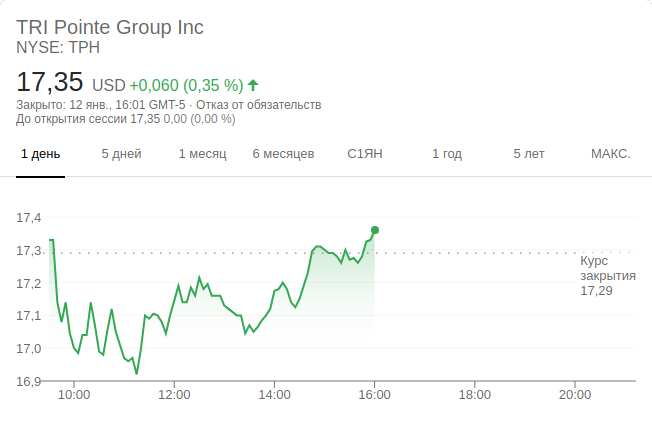 TRI Pointe Group Inc
NYSE: TPH
17,35 USD +0,060 (0,35 %)
Закрыто: 12 янв., 16:01 GMT-5 · Отказ от обязательств
До открытия сессии 17,35 0,00 (0,00 %)
1 день 5 дней 1 месяц 6 месяцев С1ЯН 1 год 5 лет МАКС.
17,4
17,3
Курс
закрытия
17,29
17,2
17,1
17,0
16,9
10:00 12:00 14:00 16:00 18:00 20:00